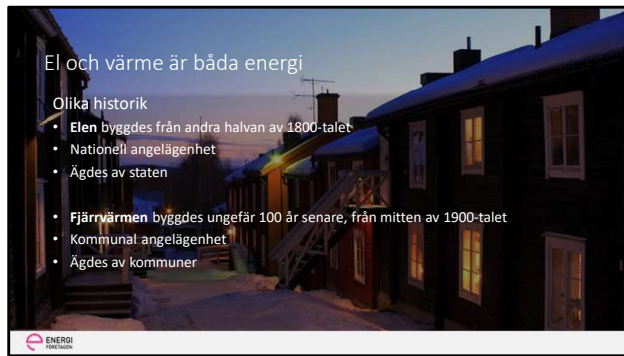 El och värme är båda energi
Olika historik
• Elen byggdes från andra halvan av 1800-talet
• Nationell angelägenhet
• Ägdes av staten
• Fjärrvärmen byggdes ungefär 100 år senare, från mitten av 1900-talet
• Kommunal angelägenhet
• Ägdes av kommuner
ENERGI
FÖRETAGEN